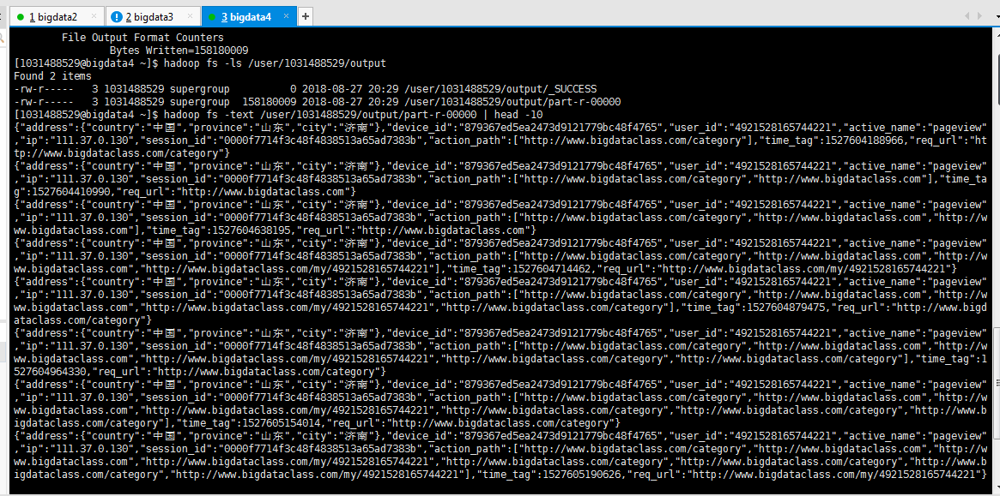 1 bigdata2 ×
2 bigdata3 ×
3 bigdata4 ×
+
File Output Format Counters
Bytes Written=158180009
[1031488529@bigdata4 ~]$ hadoop fs -ls /user/1031488529/output
Found 2 items
-rw-r-----   3 1031488529 supergroup          0 2018-08-27 20:29 /user/1031488529/output/_SUCCESS
-rw-r-----   3 1031488529 supergroup  158180009 2018-08-27 20:29 /user/1031488529/output/part-r-00000
[1031488529@bigdata4 ~]$ hadoop fs -text /user/1031488529/output/part-r-00000 | head -10
{"address":{"country":"中国","province":"山东","city":"济南"},"device_id":"879367ed5ea2473d9121779bc48f4765","user_id":"4921528165744221","active_name":"pageview"
,"ip":"111.37.0.130","session_id":"0000f7714f3c48f4838513a65ad7383b","action_path":["http://www.bigdataclass.com/category"],"time_tag":1527604188966,"req_url":"ht
tp://www.bigdataclass.com/category"}
{"address":{"country":"中国","province":"山东","city":"济南"},"device_id":"879367ed5ea2473d9121779bc48f4765","user_id":"4921528165744221","active_name":"pageview"
,"ip":"111.37.0.130","session_id":"0000f7714f3c48f4838513a65ad7383b","action_path":["http://www.bigdataclass.com/category","http://www.bigdataclass.com"],"time_ta
g":1527604410990,"req_url":"http://www.bigdataclass.com"}
{"address":{"country":"中国","province":"山东","city":"济南"},"device_id":"879367ed5ea2473d9121779bc48f4765","user_id":"4921528165744221","active_name":"pageview"
,"ip":"111.37.0.130","session_id":"0000f7714f3c48f4838513a65ad7383b","action_path":["http://www.bigdataclass.com/category","http://www.bigdataclass.com","http://w
ww.bigdataclass.com"],"time_tag":1527604638195,"req_url":"http://www.bigdataclass.com"}
{"address":{"country":"中国","province":"山东","city":"济南"},"device_id":"879367ed5ea2473d9121779bc48f4765","user_id":"4921528165744221","active_name":"pageview"
,"ip":"111.37.0.130","session_id":"0000f7714f3c48f4838513a65ad7383b","action_path":["http://www.bigdataclass.com/category","http://www.bigdataclass.com","http://w
ww.bigdataclass.com","http://www.bigdataclass.com/my/4921528165744221"],"time_tag":1527604714462,"req_url":"http://www.bigdataclass.com/my/4921528165744221"}
{"address":{"country":"中国","province":"山东","city":"济南"},"device_id":"879367ed5ea2473d9121779bc48f4765","user_id":"4921528165744221","active_name":"pageview"
,"ip":"111.37.0.130","session_id":"0000f7714f3c48f4838513a65ad7383b","action_path":["http://www.bigdataclass.com/category","http://www.bigdataclass.com","http://w
ww.bigdataclass.com","http://www.bigdataclass.com/my/4921528165744221","http://www.bigdataclass.com/category"],"time_tag":1527604879475,"req_url":"http://www.bigd
ataclass.com/category"}
{"address":{"country":"中国","province":"山东","city":"济南"},"device_id":"879367ed5ea2473d9121779bc48f4765","user_id":"4921528165744221","active_name":"pageview"
,"ip":"111.37.0.130","session_id":"0000f7714f3c48f4838513a65ad7383b","action_path":["http://www.bigdataclass.com/category","http://www.bigdataclass.com","http://w
ww.bigdataclass.com","http://www.bigdataclass.com/my/4921528165744221","http://www.bigdataclass.com/category","http://www.bigdataclass.com/category"],"time_tag":1
527604964330,"req_url":"http://www.bigdataclass.com/category"}
{"address":{"country":"中国","province":"山东","city":"济南"},"device_id":"879367ed5ea2473d9121779bc48f4765","user_id":"4921528165744221","active_name":"pageview"
,"ip":"111.37.0.130","session_id":"0000f7714f3c48f4838513a65ad7383b","action_path":["http://www.bigdataclass.com/category","http://www.bigdataclass.com","http://w
ww.bigdataclass.com","http://www.bigdataclass.com/my/4921528165744221","http://www.bigdataclass.com/category","http://www.bigdataclass.com/category","http://www.b
igdataclass.com/category"],"time_tag":1527605154014,"req_url":"http://www.bigdataclass.com/category"}
{"address":{"country":"中国","province":"山东","city":"济南"},"device_id":"879367ed5ea2473d9121779bc48f4765","user_id":"4921528165744221","active_name":"pageview"
,"ip":"111.37.0.130","session_id":"0000f7714f3c48f4838513a65ad7383b","action_path":["http://www.bigdataclass.com/category","http://www.bigdataclass.com","http://w
ww.bigdataclass.com","http://www.bigdataclass.com/my/4921528165744221","http://www.bigdataclass.com/category","http://www.bigdataclass.com/category","http://www.b
igdataclass.com/category","http://www.bigdataclass.com/my/4921528165744221"],"time_tag":1527605190626,"req_url":"http://www.bigdataclass.com/my/4921528165744221"}